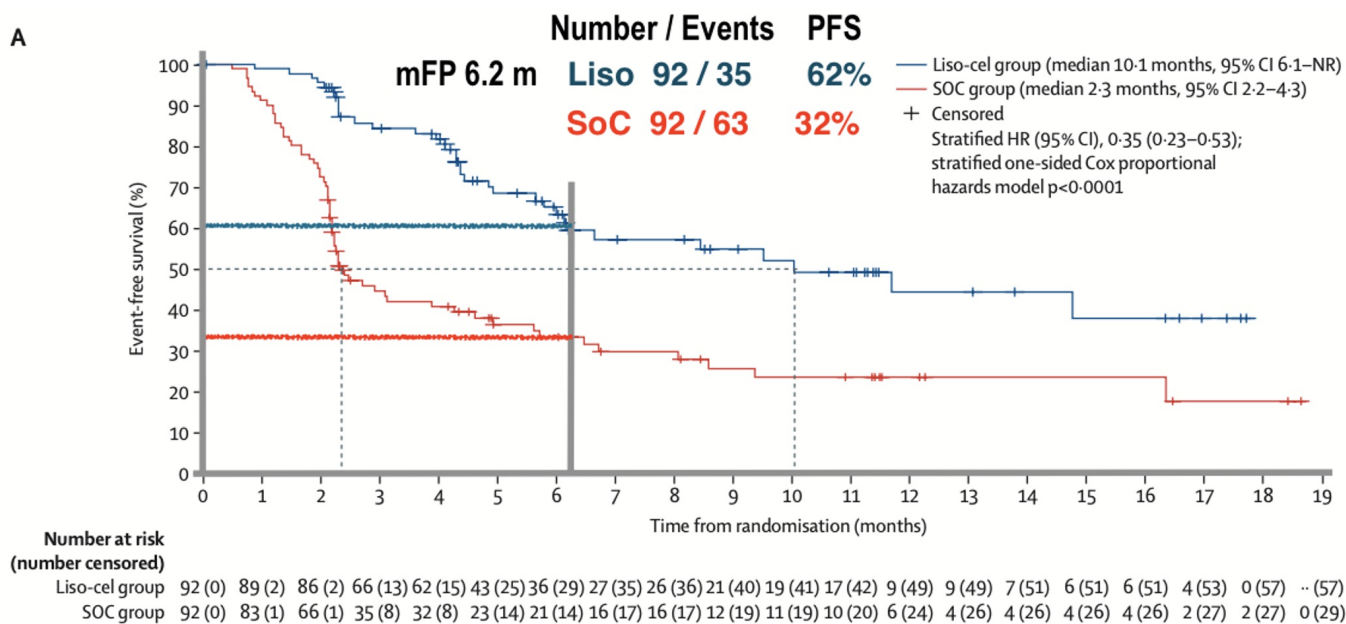 A
Number / Events PFS
mFP 6.2 m Liso 92 / 35 62%
SoC 92 / 63 32%
Liso-cel group (median 10·1 months, 95% CI 6·1–NR)
SOC group (median 2·3 months, 95% CI 2·2–4·3)
Censored
Stratified HR (95% CI), 0·35 (0·23–0·53);
stratified one-sided Cox proportional
hazards model p<0·0001
Event-free survival (%)
100
90
80
70
60
50
40
30
20
10
0
0 1 2 3 4 5 6 7 8 9 10 11 12 13 14 15 16 17 18 19
Time from randomisation (months)
Number at risk
(number censored)
Liso-cel group 92 (0) 89 (2) 86 (2) 66 (13) 62 (15) 43 (25) 36 (29) 27 (35) 26 (36) 21 (40) 19 (41) 17 (42) 9 (49) 9 (49) 7 (51) 6 (51) 6 (51) 4 (53) 0 (57) ·· (57)
SOC group 92 (0) 83 (1) 66 (1) 35 (8) 32 (8) 23 (14) 21 (14) 16 (17) 16 (17) 12 (19) 11 (19) 10 (20) 6 (24) 4 (26) 4 (26) 4 (26) 4 (26) 2 (27) 2 (27) 0 (29)